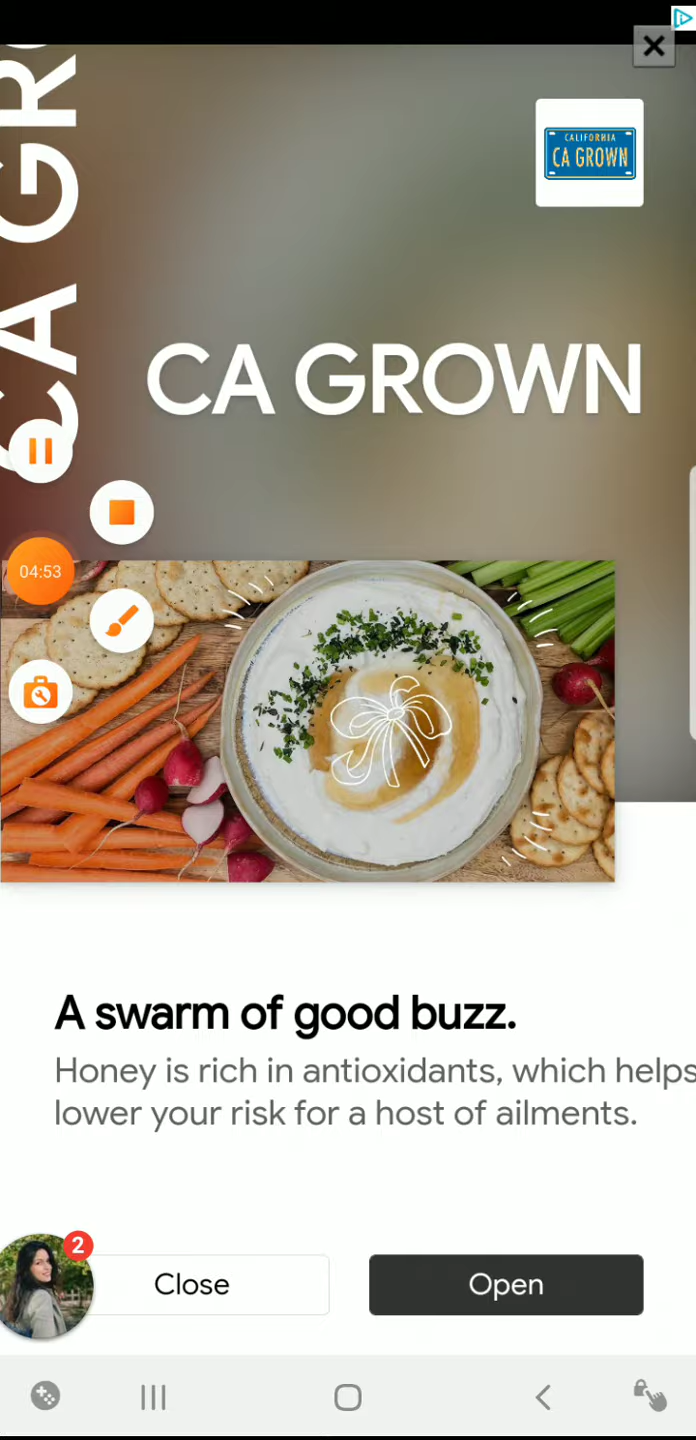 CA GRO
CALIFORNIA
CA GROWN
CA GROWN
04:53
A swarm of good buzz.
Honey is rich in antioxidants, which helps
lower your risk for a host of ailments.
2
Close
Open